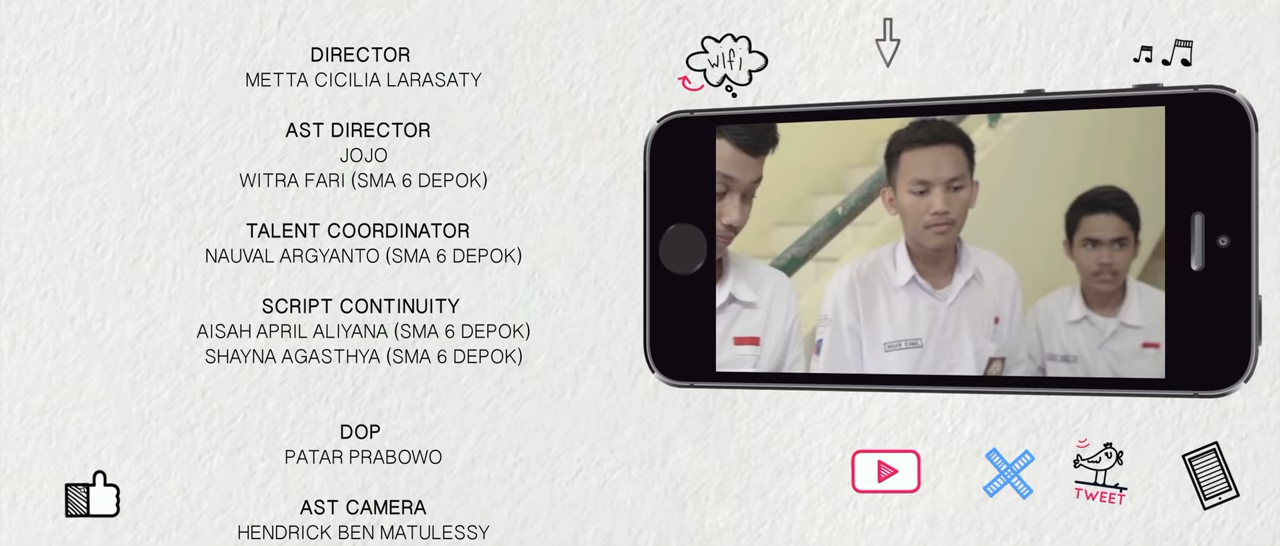 DIRECTOR
METTA CICILIA LARASATY
AST DIRECTOR
JOJO
WITRA FARI (SMA 6 DEPOK)
TALENT COORDINATOR
NAUVAL ARGYANTO (SMA 6 DEPOK)
SCRIPT CONTINUITY
AISAH APRIL ALIYANA (SMA 6 DEPOK)
SHAYNA AGASTHYA (SMA 6 DEPOK)
DOP
PATAR PRABOWO
AST CAMERA
HENDRICK BEN MATULESSY
wifi
TWEET